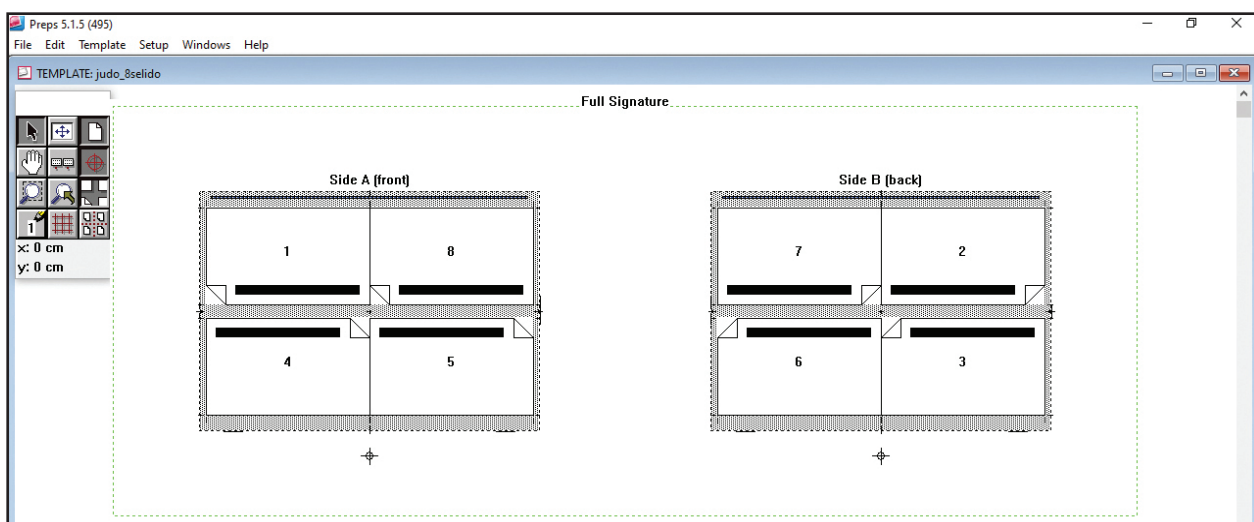 Preps 5.1.5 (495)
File Edit Template Setup Windows Help
TEMPLATE: judo_8selido
Full Signature
Side A (front)
Side B (back)
1 8
7 2
4 5
6 3
1
x: 0 cm
y: 0 cm